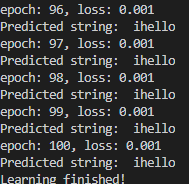 epoch: 96, loss: 0.001
Predicted string:  ihello
epoch: 97, loss: 0.001
Predicted string:  ihello
epoch: 98, loss: 0.001
Predicted string:  ihello
epoch: 99, loss: 0.001
Predicted string:  ihello
epoch: 100, loss: 0.001
Predicted string:  ihello
Learning finished!